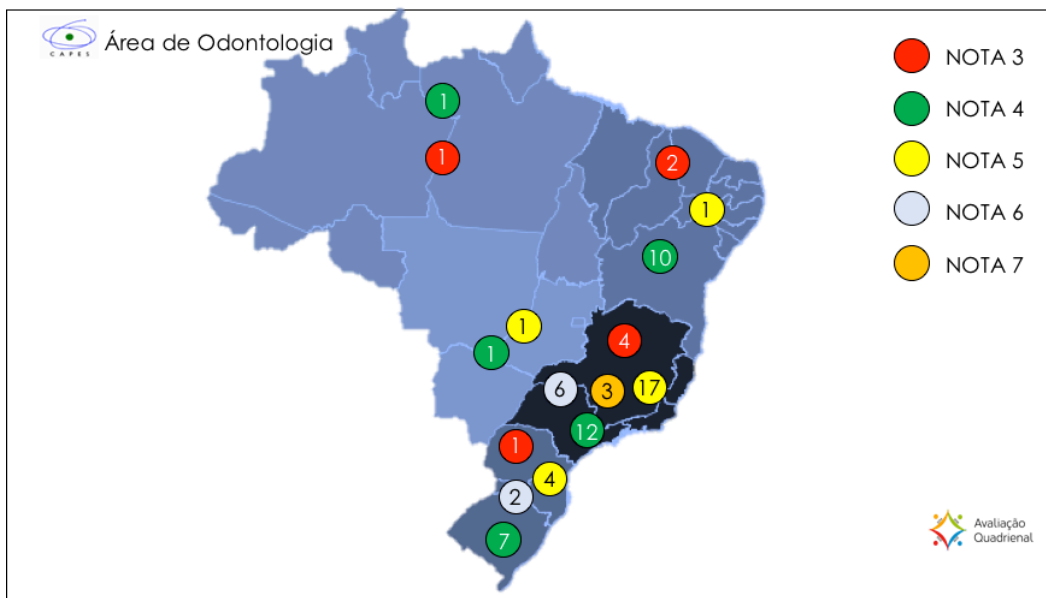 CAPES
Área de Odontologia
NOTA 3
NOTA 4
NOTA 5
NOTA 6
NOTA 7
1
1
2
1
10
1
1
4
6
3
17
12
1
4
2
7
Avaliação
Quadrienal